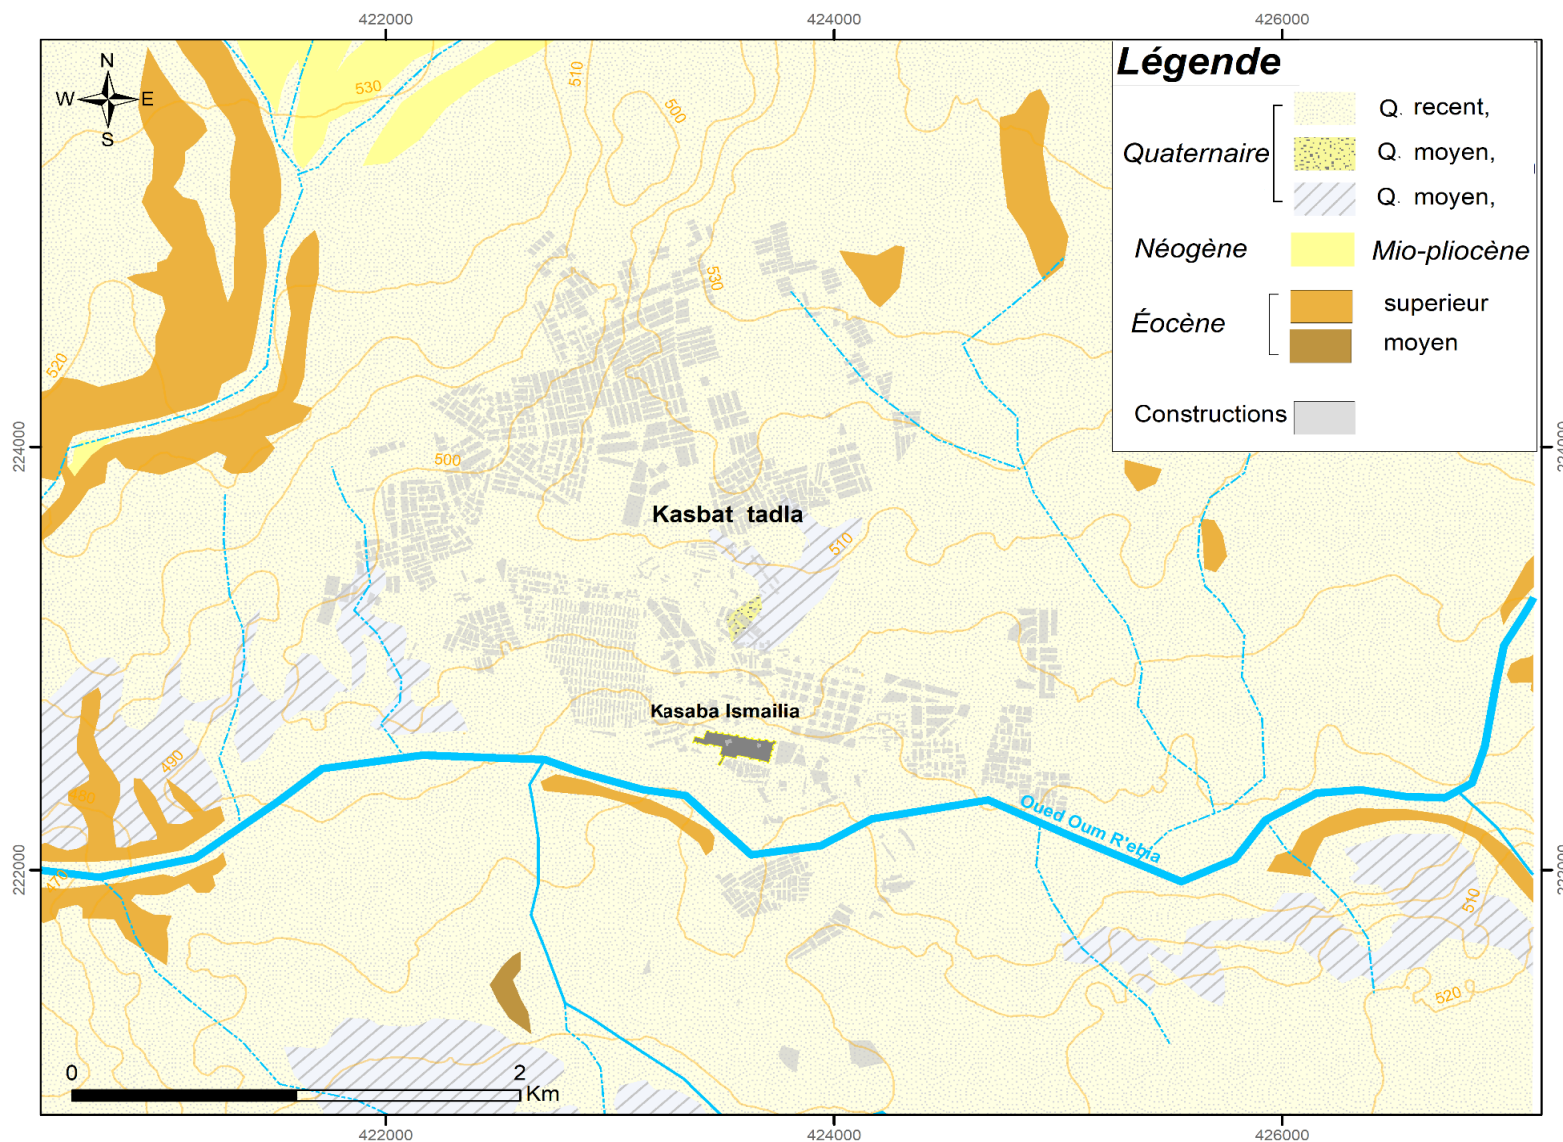 422000
424000
426000
N
W E
S
Légende
Q. recent,
Quaternaire
Q. moyen,
Q. moyen,
Néogène
Mio-pliocène
Éocène
superieur
moyen
Constructions
530
510
500
530
520
224000
500
Kasbat tadla
510
Kasaba Ismailia
490
Oued Oum R'ebia
222000
470
510
520
0 2
Km
422000
424000
426000